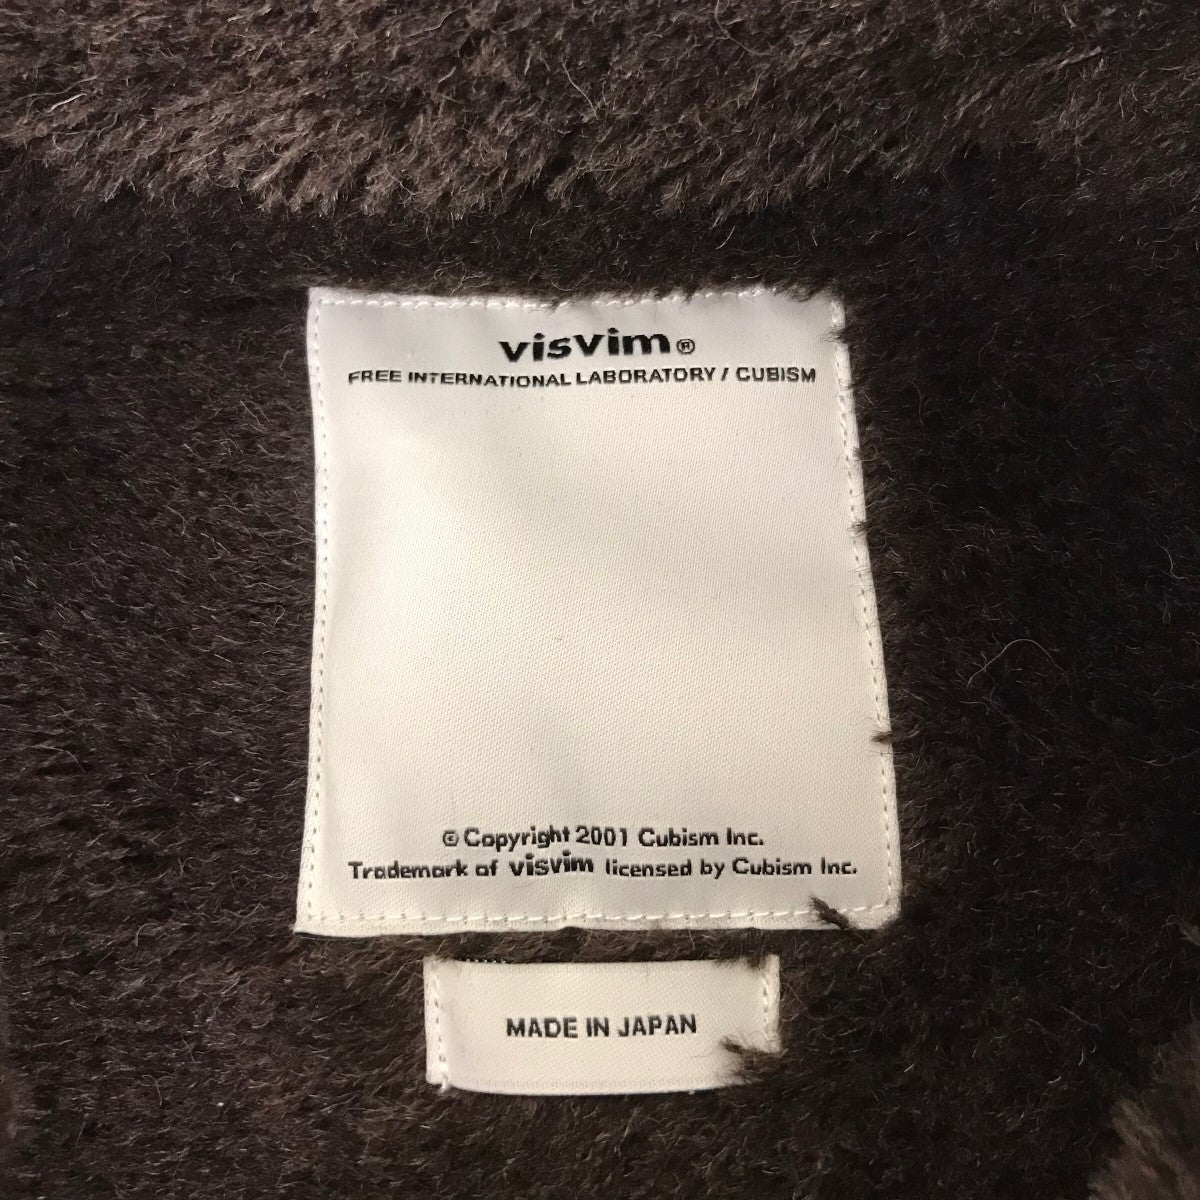 visvim®
FREE INTERNATIONAL LABORATORY / CUBISM
© Copyright 2001 Cubism Inc.
Trademark of visvim licensed by Cubism Inc.
MADE IN JAPAN